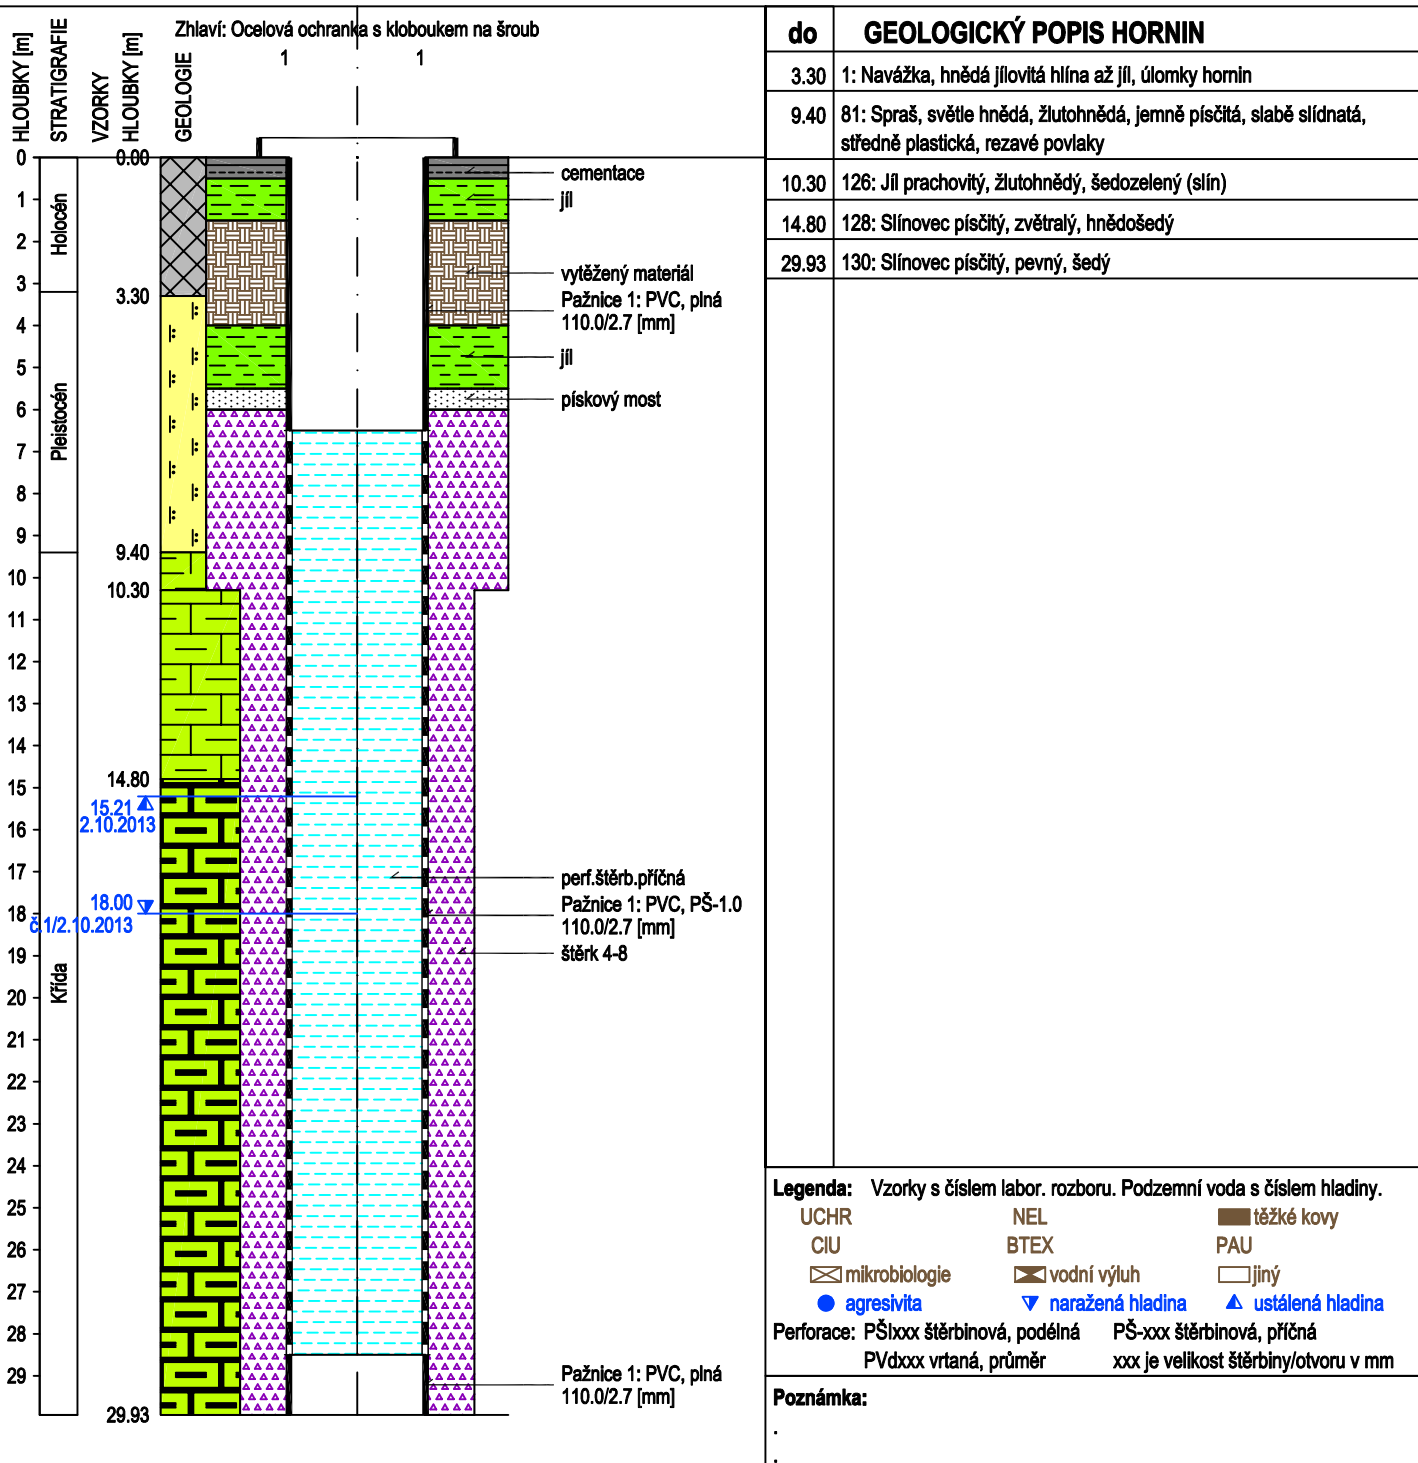 HLOUBKY [m]
STRATIGRAFIE
VZORKY
HLOUBKY [m]
GEOLOGIE
Zhlaví: Ocelová ochranka s kloboukem na šroub
1
1
0
1
2
3
4
5
6
7
8
9
10
11
12
13
14
15
16
17
18
19
20
21
22
23
24
25
26
27
28
29
Holocén
Pleistocén
Křída
0.00
3.30
9.40
10.30
14.80
15.21
2.10.2013
18.00
č.1/2.10.2013
29.93
cementace
jíl
vytěžený materiál
Pažnice 1: PVC, plná
110.0/2.7 [mm]
jíl
pískový most
perf.štěrb.příčná
Pažnice 1: PVC, PŠ-1.0
110.0/2.7 [mm]
štěrk 4-8
Pažnice 1: PVC, plná
110.0/2.7 [mm]
do GEOLOGICKÝ POPIS HORNIN
3.30 1: Navážka, hnědá jílovitá hlína až jíl, úlomky hornin
9.40 81: Spraš, světle hnědá, žlutohnědá, jemně písčitá, slabě slídnatá,
středně plastická, rezavé povlaky
10.30 126: Jíl prachovitý, žlutohnědý, šedozelený (slín)
14.80 128: Slínovec písčitý, zvětralý, hnědošedý
29.93 130: Slínovec písčitý, pevný, šedý
Legenda: Vzorky s číslem labor. rozboru. Podzemní voda s číslem hladiny.
UCHR NEL těžké kovy
CIU BTEX PAU
mikrobiologie vodní výluh jiný
agresivita naražená hladina ustálená hladina
Perforace: PŠlxxx štěrbinová, podélná PŠ-xxx štěrbinová, příčná
PVdxxx vrtaná, průměr xxx je velikost štěrbiny/otvoru v mm
Poznámka:
.
.